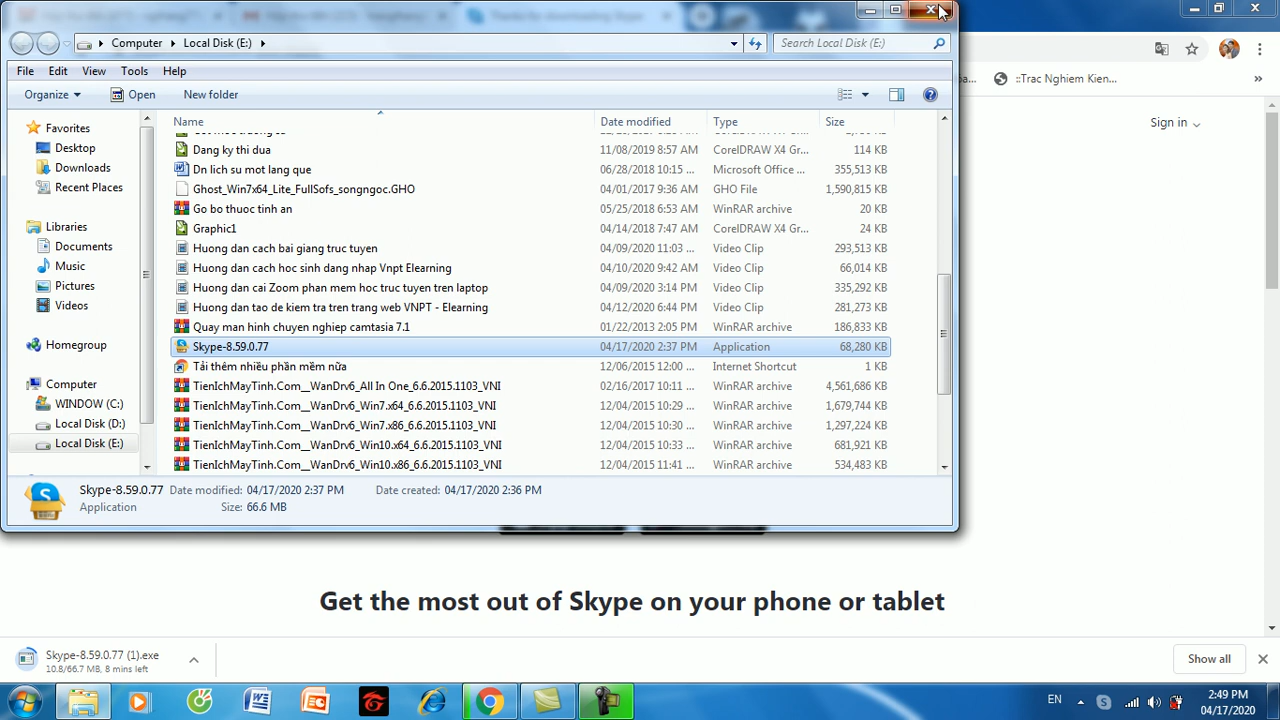 Computer Local Disk (E:) Search Local Disk (E:)
File Edit View Tools Help
Organize Open New folder
Name Date modified Type Size
Favorites
Desktop
Downloads
Recent Places
Libraries
Documents
Music
Pictures
Videos
Homegroup
Computer
WINDOW (C:)
Local Disk (D:)
Local Disk (E:)
Dang ky thi dua 11/08/2019 8:57 AM CorelDRAW X4 Gr... 114 KB
Dn lich su mot lang que 06/28/2018 10:15 ... Microsoft Office ... 355,513 KB
Ghost_Win7x64_Lite_FullSofs_songngoc.GHO 04/01/2017 9:36 AM GHO File 1,590,815 KB
Go bo thuoc tinh an 05/25/2018 6:53 AM WinRAR archive 20 KB
Graphic1 04/14/2018 7:47 AM CorelDRAW X4 Gr... 24 KB
Huong dan cach bai giang truc tuyen 04/09/2020 11:03 ... Video Clip 293,513 KB
Huong dan cach hoc sinh dang nhap Vnpt Elearning 04/10/2020 9:42 AM Video Clip 66,014 KB
Huong dan cai Zoom phan mem hoc truc tuyen tren laptop 04/09/2020 3:14 PM Video Clip 335,292 KB
Huong dan tao de kiem tra tren trang web VNPT - Elearning 04/12/2020 6:44 PM Video Clip 281,273 KB
Quay man hinh chuyen nghiep camtasia 7.1 01/22/2013 2:05 PM WinRAR archive 186,833 KB
Skype-8.59.0.77 04/17/2020 2:37 PM Application 68,280 KB
Tải thêm nhiều phần mềm nữa 12/06/2015 12:00 ... Internet Shortcut 1 KB
TienIchMayTinh.Com__WanDrv6_All In One_6.6.2015.1103_VNI 02/16/2017 10:11 ... WinRAR archive 4,561,686 KB
TienIchMayTinh.Com__WanDrv6_Win7.x64_6.6.2015.1103_VNI 12/04/2015 10:29 ... WinRAR archive 1,679,744 KB
TienIchMayTinh.Com__WanDrv6_Win7.x86_6.6.2015.1103_VNI 12/04/2015 10:30 ... WinRAR archive 1,297,224 KB
TienIchMayTinh.Com__WanDrv6_Win10.x64_6.6.2015.1103_VNI 12/04/2015 10:33 ... WinRAR archive 681,921 KB
TienIchMayTinh.Com__WanDrv6_Win10.x86_6.6.2015.1103_VNI 12/04/2015 11:41 ... WinRAR archive 534,483 KB
Skype-8.59.0.77 Date modified: 04/17/2020 2:37 PM Date created: 04/17/2020 2:36 PM
Application Size: 66.6 MB
::Trac Nghiem Kien... »
Sign in
Get the most out of Skype on your phone or tablet
Skype-8.59.0.77 (1).exe
10.8/66.7 MB, 8 mins left
Show all
EN
2:49 PM
04/17/2020